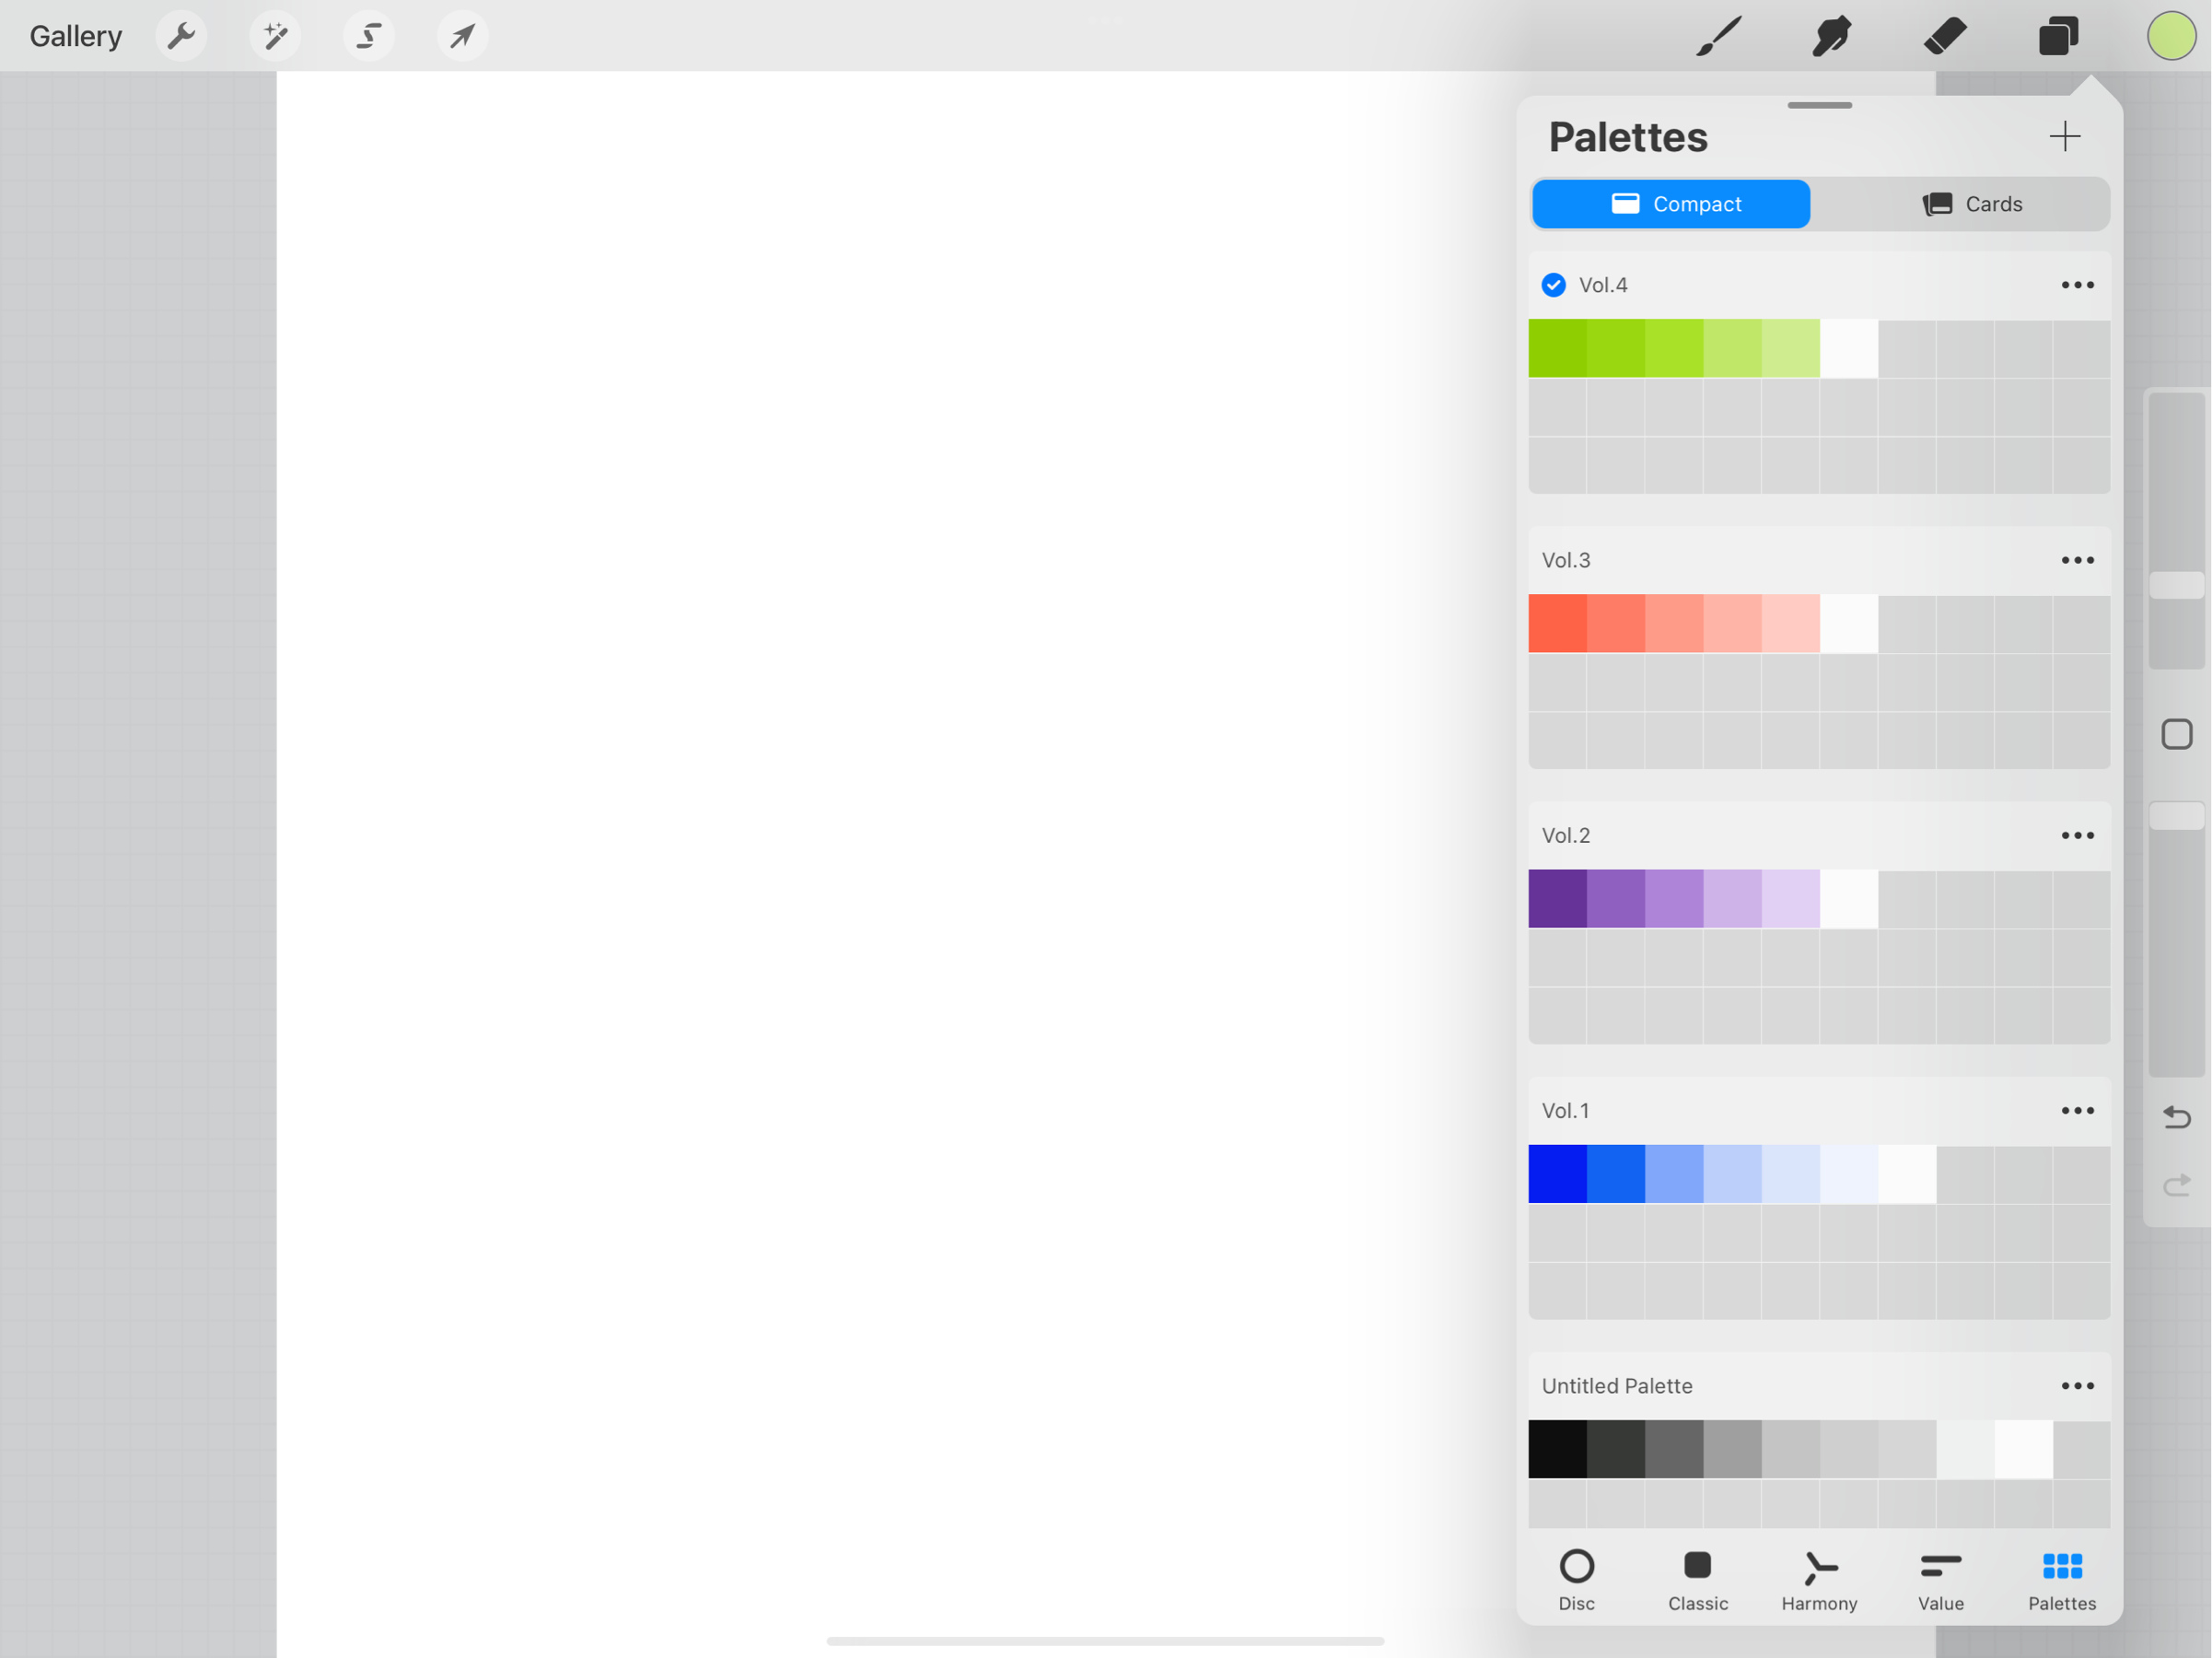 Gallery
Palettes
Compact
Cards
Vol.4
Vol.3
Vol.2
Vol.1
Untitled Palette
Disc
Classic
Harmony
Value
Palettes